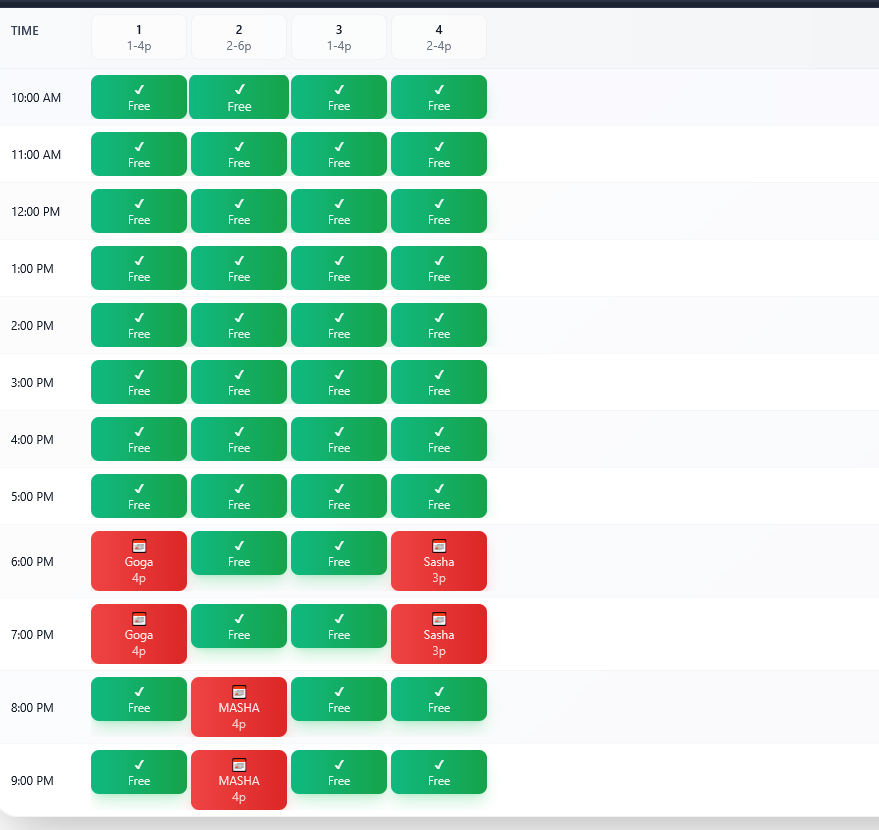 TIME 1 2 3 4
1-4p 2-6p 1-4p 2-4p
✓ ✓ ✓ ✓
10:00 AM Free Free Free Free
✓ ✓ ✓ ✓
11:00 AM Free Free Free Free
✓ ✓ ✓ ✓
12:00 PM Free Free Free Free
✓ ✓ ✓ ✓
1:00 PM Free Free Free Free
✓ ✓ ✓ ✓
2:00 PM Free Free Free Free
✓ ✓ ✓ ✓
3:00 PM Free Free Free Free
✓ ✓ ✓ ✓
4:00 PM Free Free Free Free
✓ ✓ ✓ ✓
5:00 PM Free Free Free Free
✓ ✓
6:00 PM Goga Free Free Sasha
4p 3p
✓ ✓
7:00 PM Goga Free Free Sasha
4p 3p
✓ ✓ ✓
8:00 PM Free MASHA Free Free
4p
✓ ✓ ✓
9:00 PM Free MASHA Free Free
4p